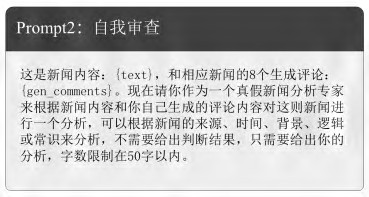 Prompt2：自我审查
这是新闻内容：{text}，和相应新闻的8个生成评论：
{gen_comments}。现在请你作为一个真假新闻分析专家
来根据新闻内容和你自己生成的评论内容对这则新闻进
行一个分析，可以根据新闻的来源、时间、背景、逻辑
或常识来分析，不需要给出判断结果，只需要给出你的
分析，字数限制在50字以内。